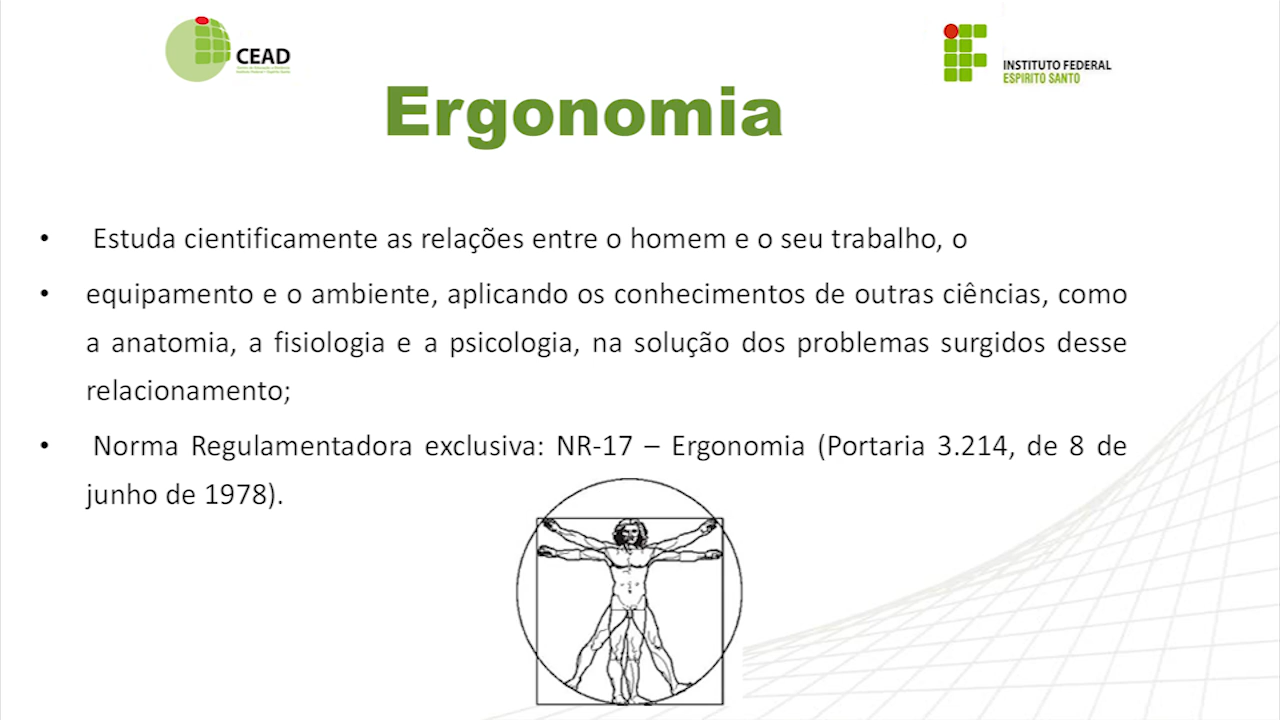 CEAD
INSTITUTO FEDERAL
ESPÍRITO SANTO
Ergonomia
• Estuda cientificamente as relações entre o homem e o seu trabalho, o
• equipamento e o ambiente, aplicando os conhecimentos de outras ciências, como
a anatomia, a fisiologia e a psicologia, na solução dos problemas surgidos desse
relacionamento;
• Norma Regulamentadora exclusiva: NR-17 – Ergonomia (Portaria 3.214, de 8 de
junho de 1978).